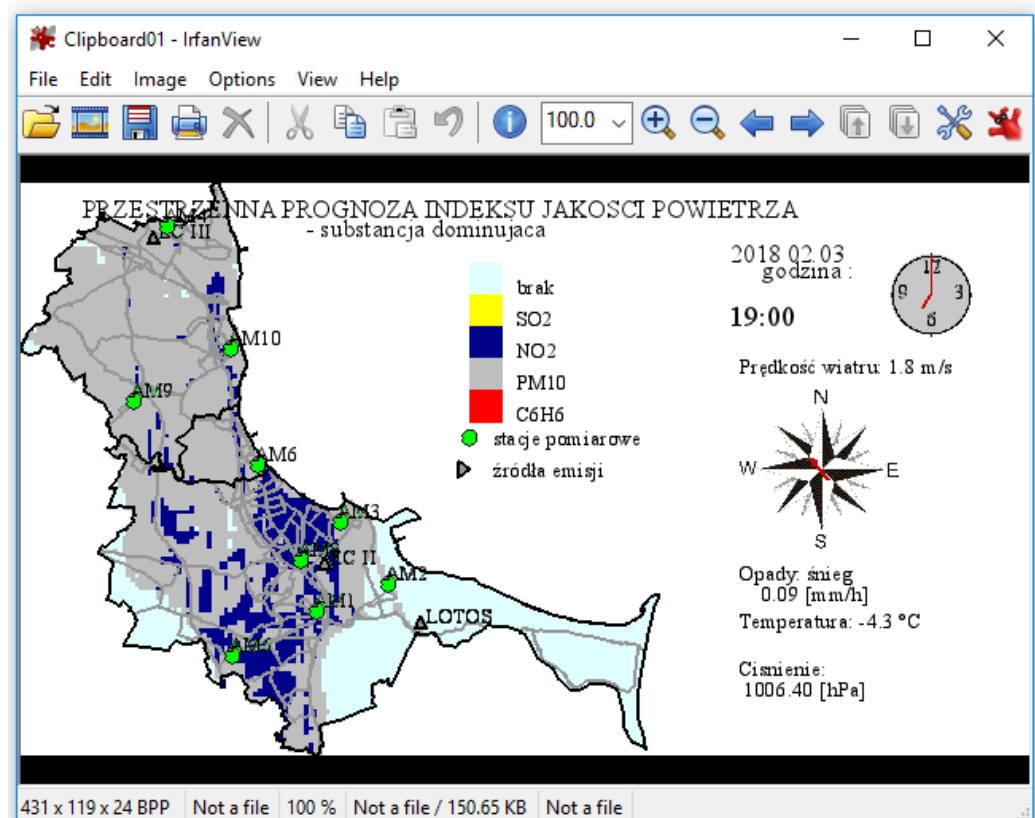 Clipboard01 - IrfanView
File Edit Image Options View Help
100.0
PRZESTRZENNA PROGNOZA INDEKSU JAKOSCI POWIETRZA
- substancja dominujaca
EC III
2018 02 03
godzina :
12
9 3
6
19:00
brak
SO2
NO2
PM10
C6H6
stacje pomiarowe
źródła emisji
Prędkość wiatru: 1.8 m/s
N
W E
S
AM10
AM9
AM6
AM3
EC II
AM2
AM1
LOTOS
Opady: śnieg
0.09 [mm/h]
Temperatura: -4.3 °C
Cisnienie:
1006.40 [hPa]
431 x 119 x 24 BPP Not a file 100 % Not a file / 150.65 KB Not a file